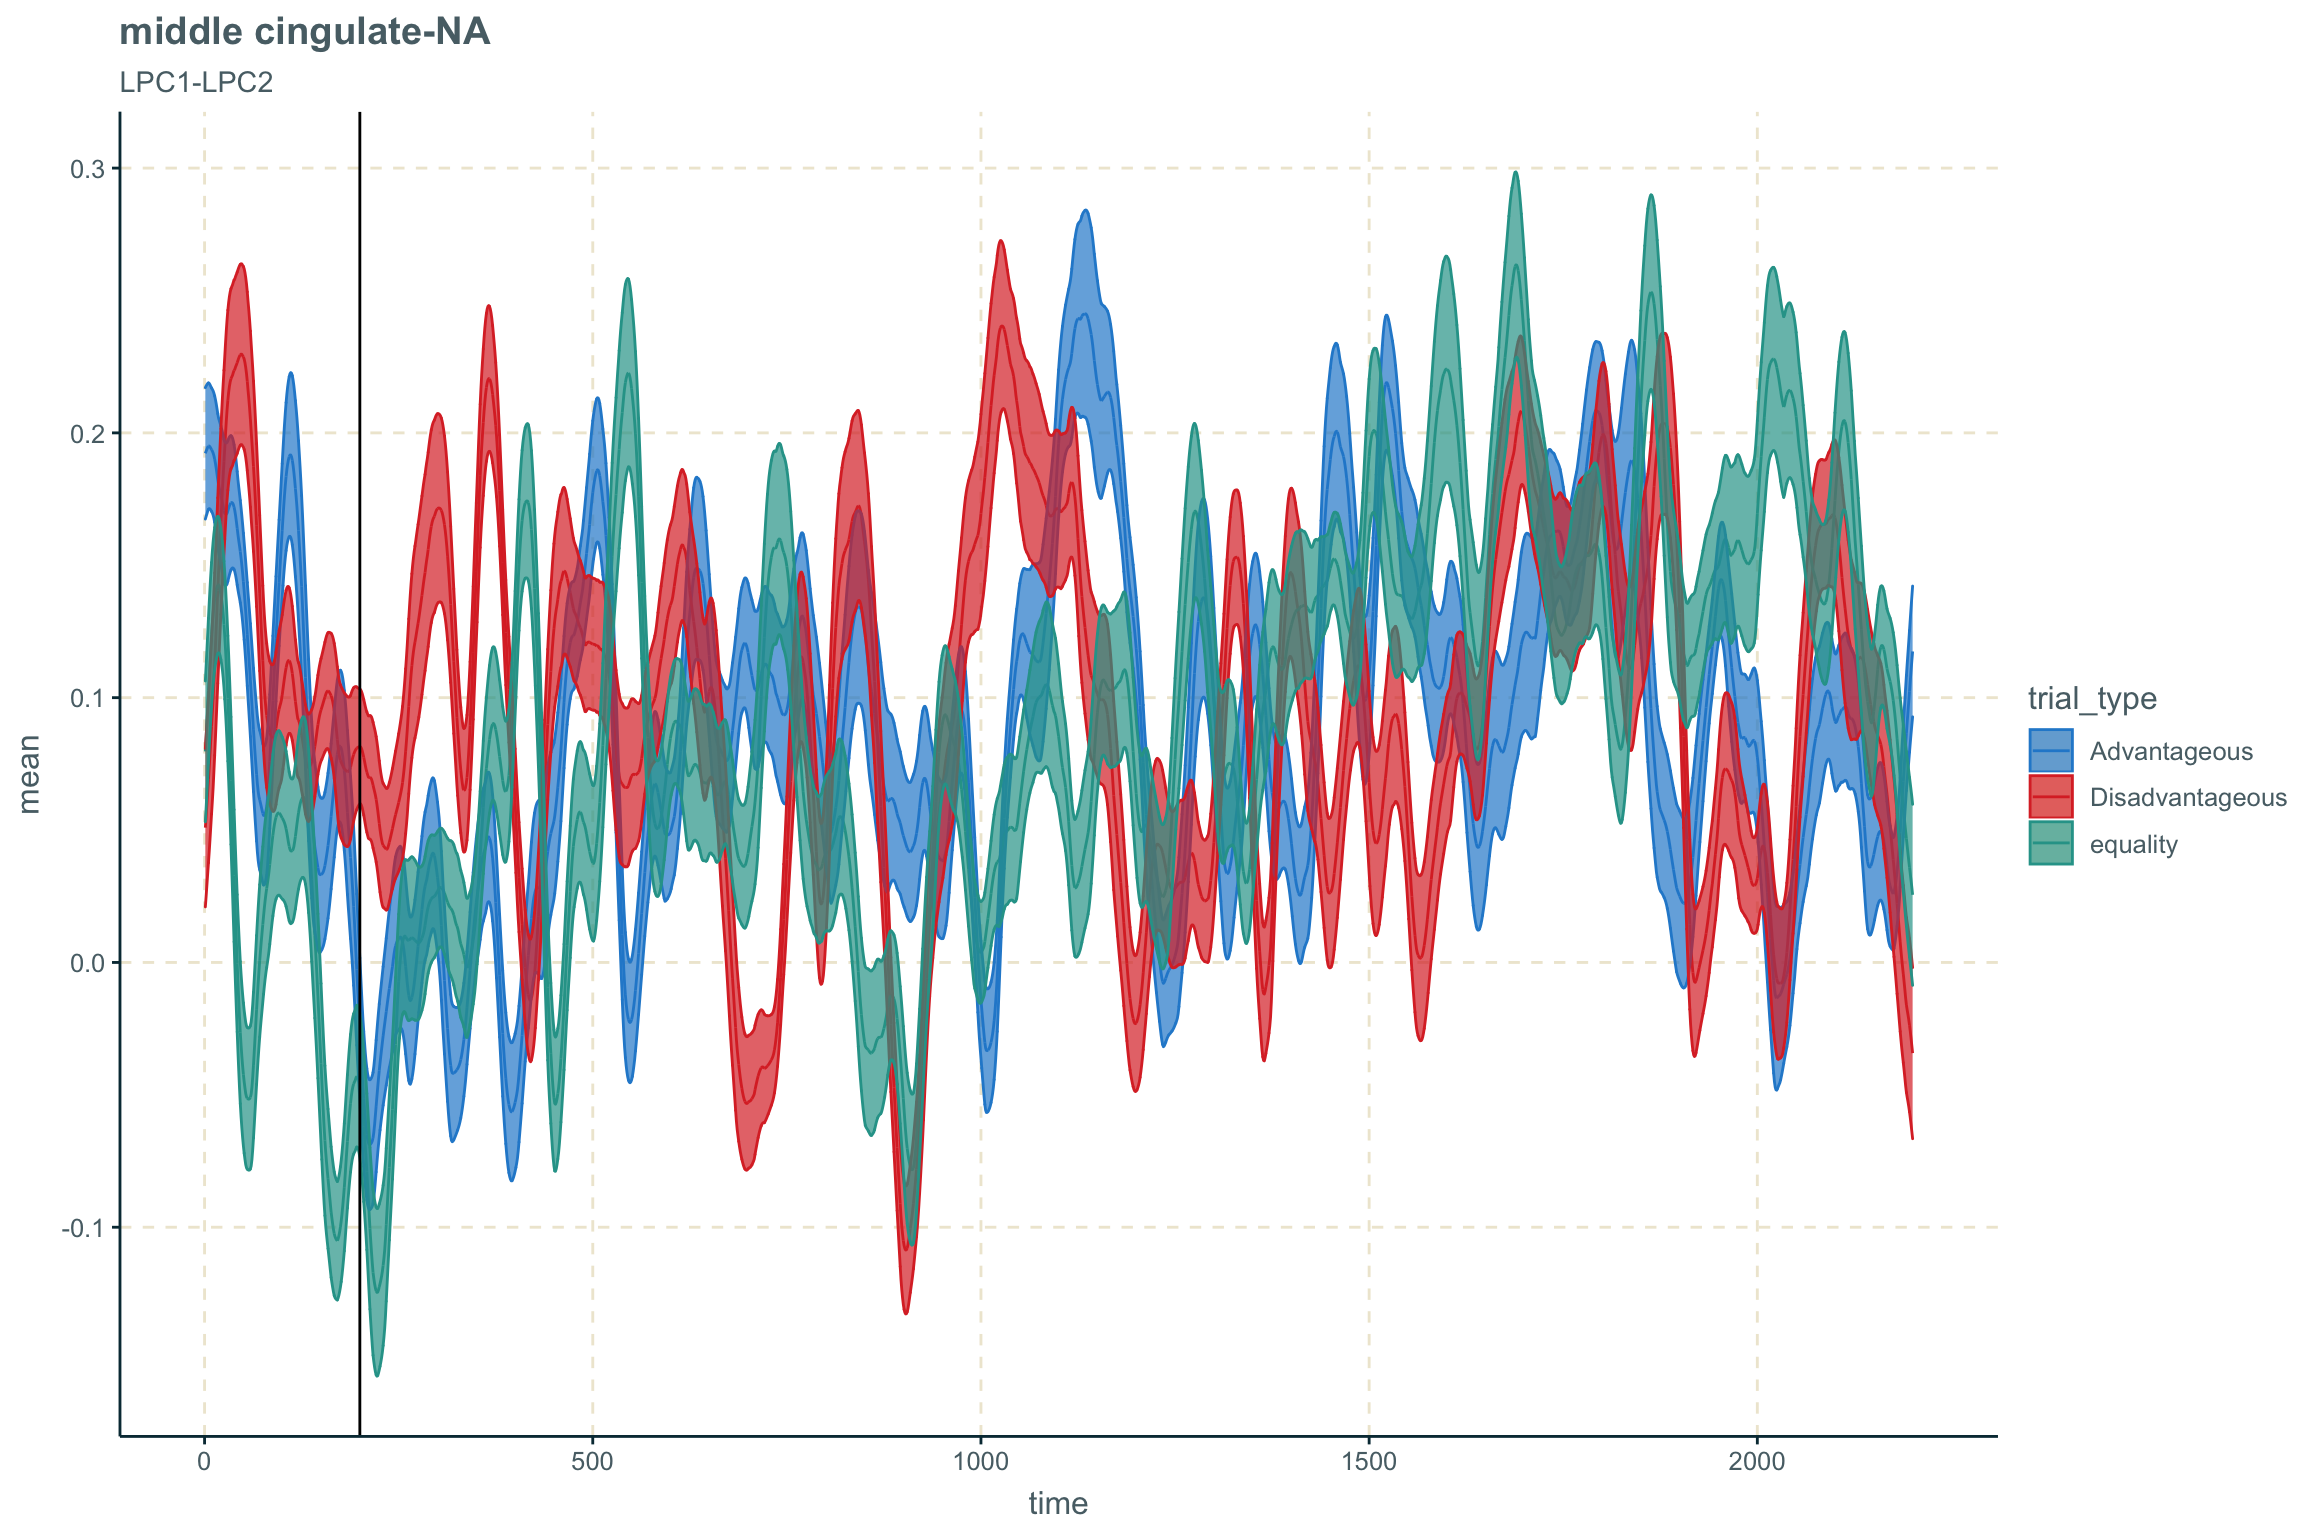 middle cingulate-NA
LPC1-LPC2
0.3
0.2
0.1
0.0
-0.1
mean
0 500 1000 1500 2000
time
trial_type
Advantageous
Disadvantageous
equality